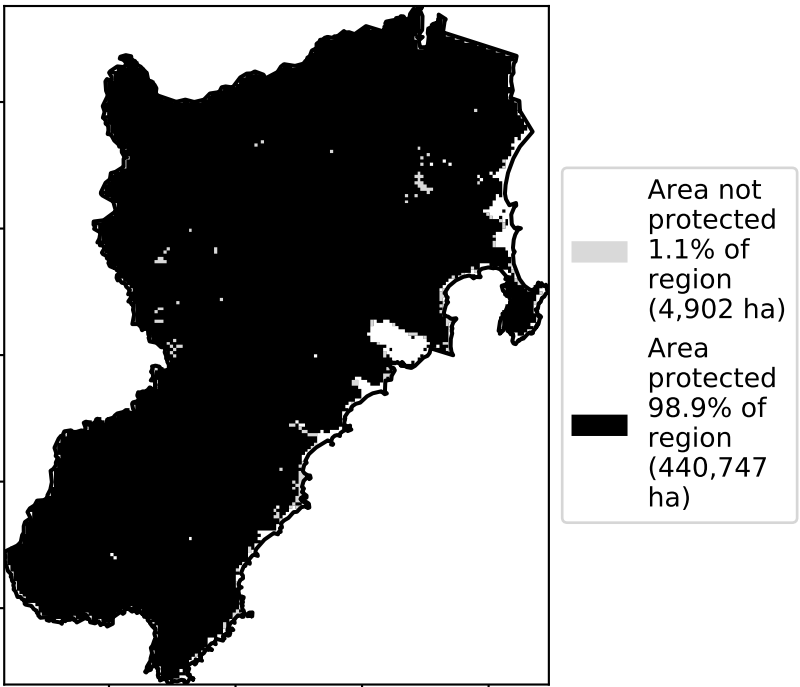 Area not
protected
1.1% of
region
(4,902 ha)
Area
protected
98.9% of
region
(440,747
ha)